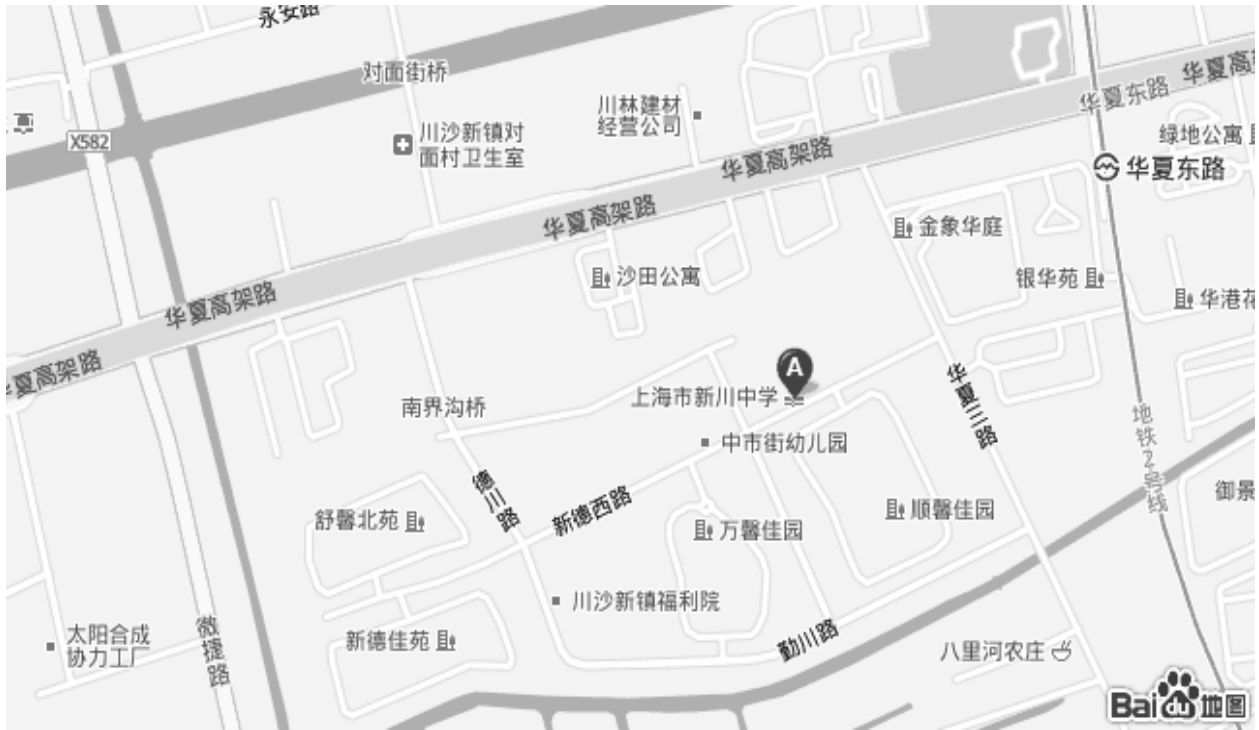 永安路
对面街桥
华夏高
华夏东路
川林建材
经营公司
X582
川沙新镇对
面村卫生室
绿地公寓
华夏高架路
华夏东路
华夏高架路
金象华庭
沙田公寓
银华苑
华港花
华夏高架路
华夏高架路
A
上海市新川中学
华夏三路
南界沟桥
中市街幼儿园
地铁2号线
德川路
新德西路
御景
舒馨北苑
顺馨佳园
万馨佳园
川沙新镇福利院
微捷路
太阳合成
协力工厂
新德佳苑
勤川路
八里河农庄
Bai du 地图